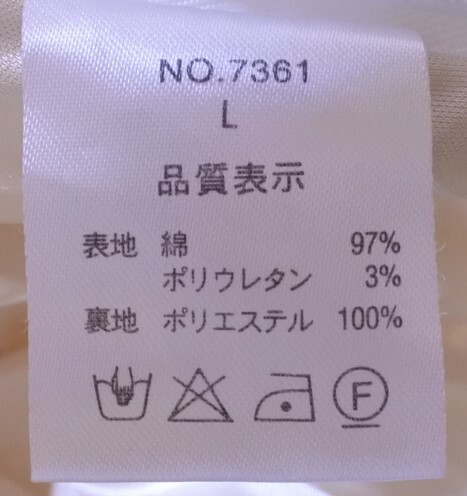 NO.7361
L
品質表示
表地 綿 97%
ポリウレタン 3%
裏地 ポリエステル 100%
F